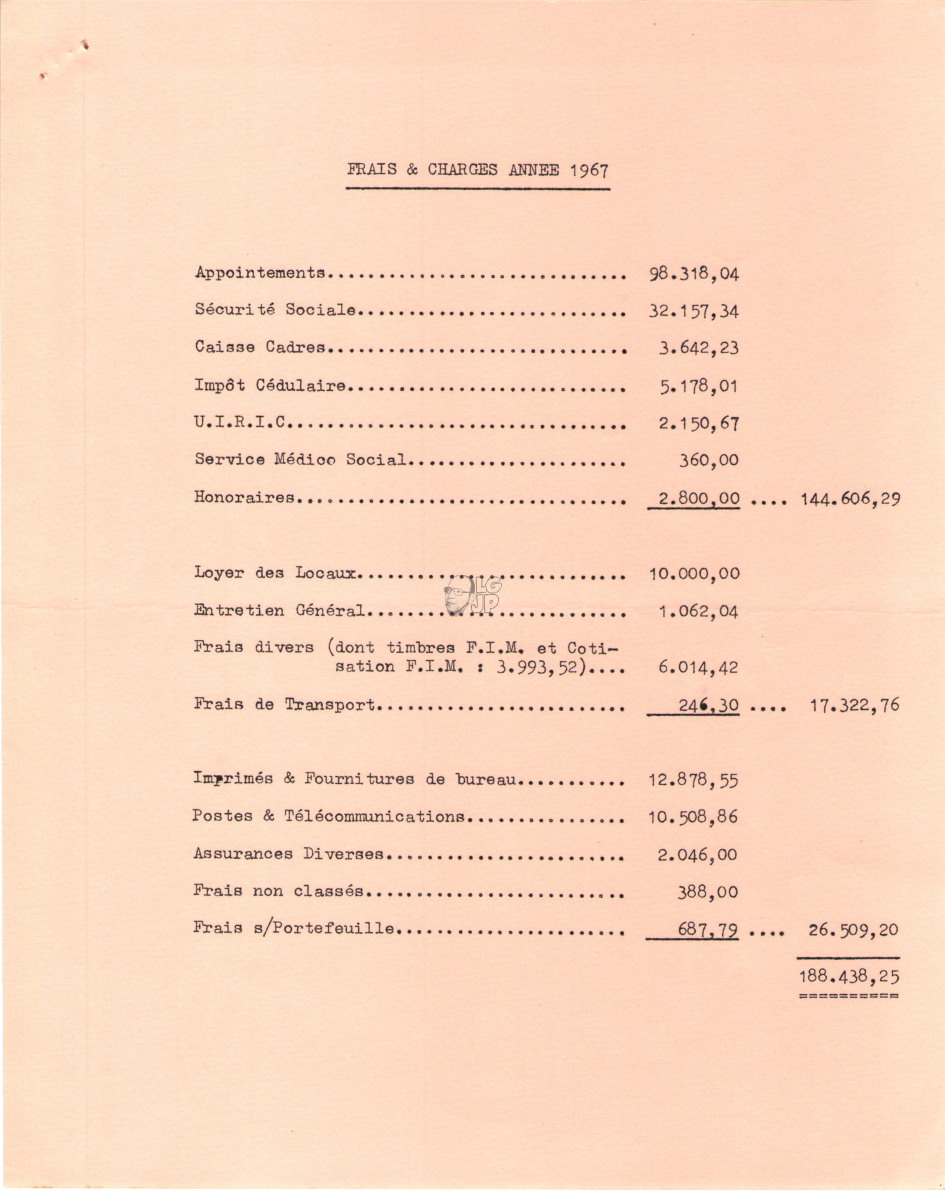 FRAIS & CHARGES ANNEE 1967
Appointements.............................. 98.318,04
Sécurité Sociale........................... 32.157,34
Caisse Cadres.............................. 3.642,23
Impôt Cédulaire............................ 5.178,01
U.I.R.I.C.................................. 2.150,67
Service Médico Social...................... 360,00
Honoraires................................. 2.800,00 .... 144.606,29
Loyer des Locaux........................... 10.000,00
LG
JP
Entretien Général.......................... 1.062,04
Frais divers (dont timbres F.I.M. et Coti-
sation F.I.M. : 3.993,52).... 6.014,42
Frais de Transport......................... 246,30 .... 17.322,76
Imprimés & Fournitures de bureau........... 12.878,55
Postes & Télécommunications................ 10.508,86
Assurances Diverses........................ 2.046,00
Frais non classés.......................... 388,00
Frais s/Portefeuille....................... 687,79 .... 26.509,20
188.438,25
==========